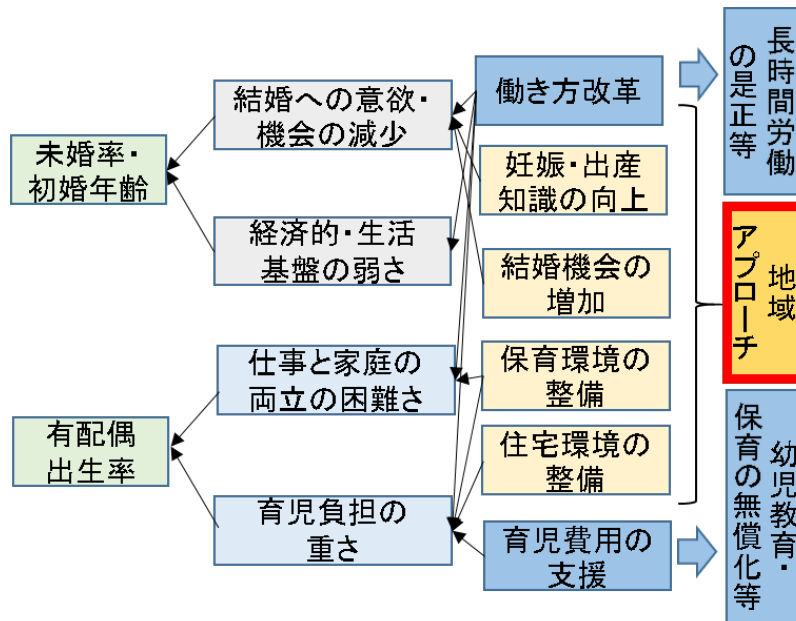 未婚率・
初婚年齢
有配偶
出生率
結婚への意欲・
機会の減少
経済的・生活
基盤の弱さ
仕事と家庭の
両立の困難さ
育児負担の
重さ
働き方改革
妊娠・出産
知識の向上
結婚機会の
増加
保育環境の
整備
住宅環境の
整備
育児費用の
支援
長時間労働
の是正等
地域
アプローチ
幼児教育・
保育の無償化等